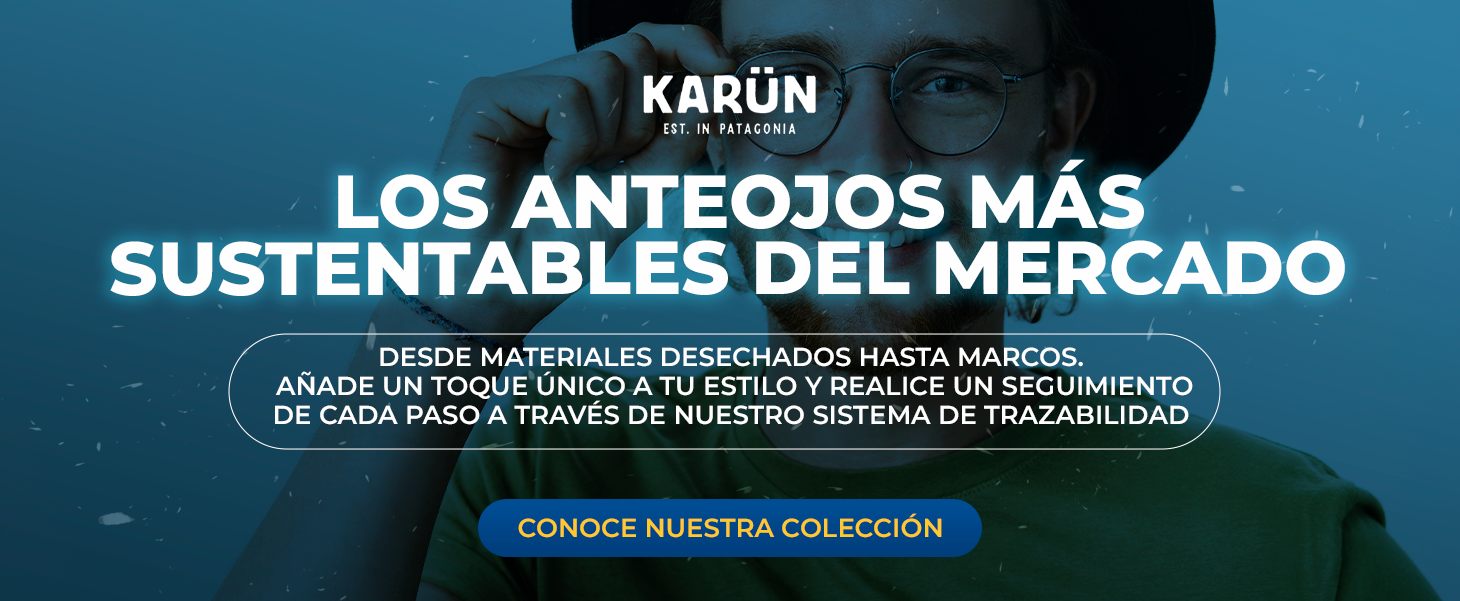 KARÜN
EST. IN PATAGONIA
LOS ANTEOJOS MÁS
SUSTENTABLES DEL MERCADO
DESDE MATERIALES DESECHADOS HASTA MARCOS.
AÑADE UN TOQUE ÚNICO A TU ESTILO Y REALICE UN SEGUIMIENTO
DE CADA PASO A TRAVÉS DE NUESTRO SISTEMA DE TRAZABILIDAD
CONOCE NUESTRA COLECCIÓN